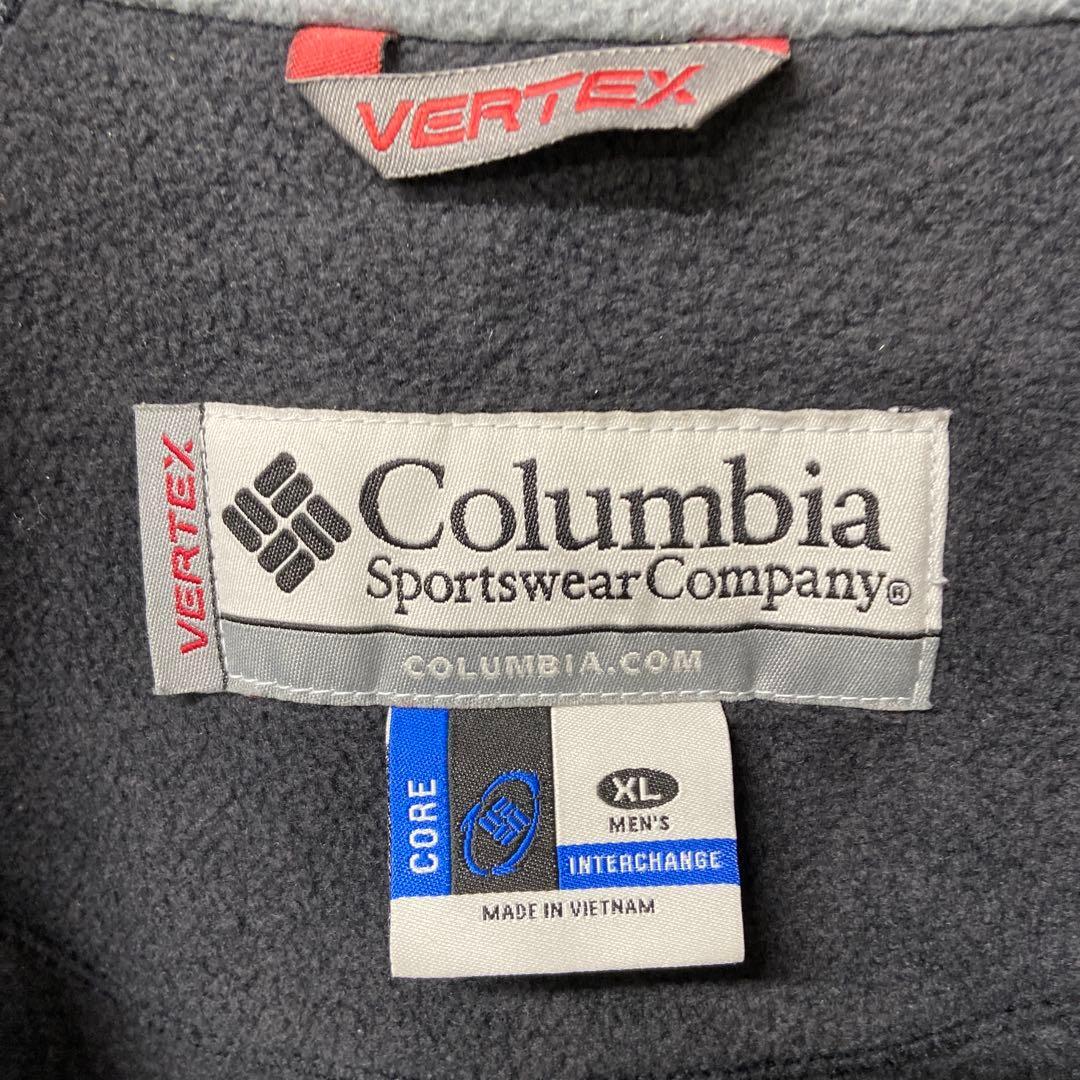 VERTEX
VERTEX
Columbia
Sportswear Company®
COLUMBIA.COM
CORE
XL
MEN'S
INTERCHANGE
MADE IN VIETNAM